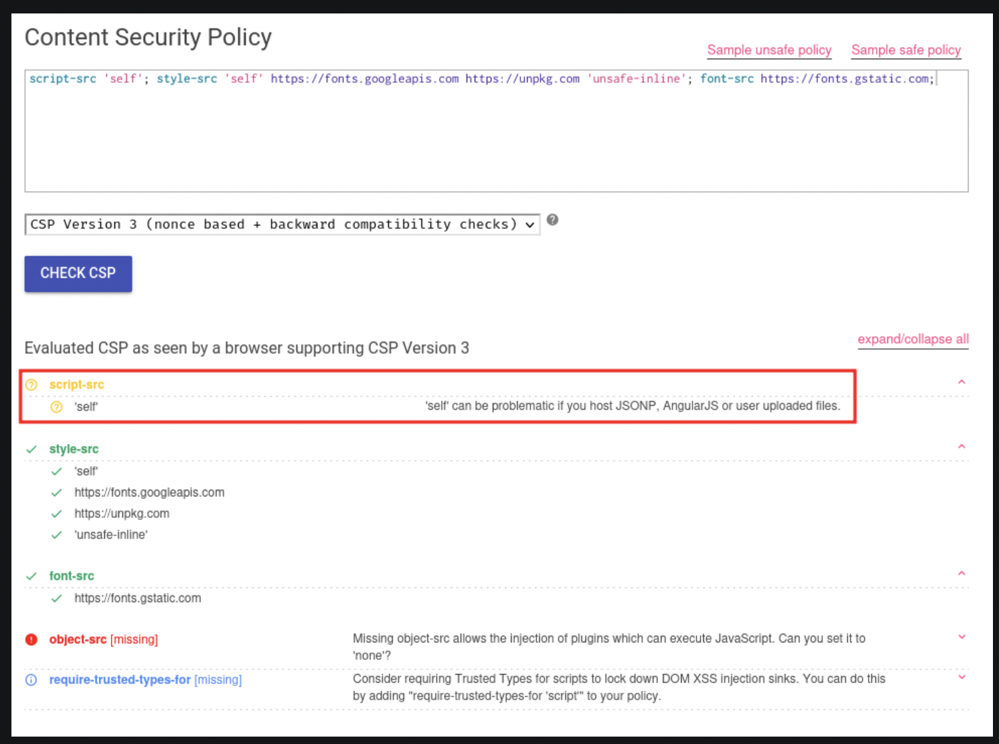 Content Security Policy
Sample unsafe policy Sample safe policy
script-src 'self'; style-src 'self' https://fonts.googleapis.com https://unpkg.com 'unsafe-inline'; font-src https://fonts.gstatic.com;
CSP Version 3 (nonce based + backward compatibility checks)
CHECK CSP
expand/collapse all
Evaluated CSP as seen by a browser supporting CSP Version 3
script-src
'self' 'self' can be problematic if you host JSONP, AngularJS or user uploaded files.
style-src
'self'
https://fonts.googleapis.com
https://unpkg.com
'unsafe-inline'
font-src
https://fonts.gstatic.com
object-src [missing] Missing object-src allows the injection of plugins which can execute JavaScript. Can you set it to
'none'?
require-trusted-types-for [missing] Consider requiring Trusted Types for scripts to lock down DOM XSS injection sinks. You can do this
by adding "require-trusted-types-for 'script'" to your policy.